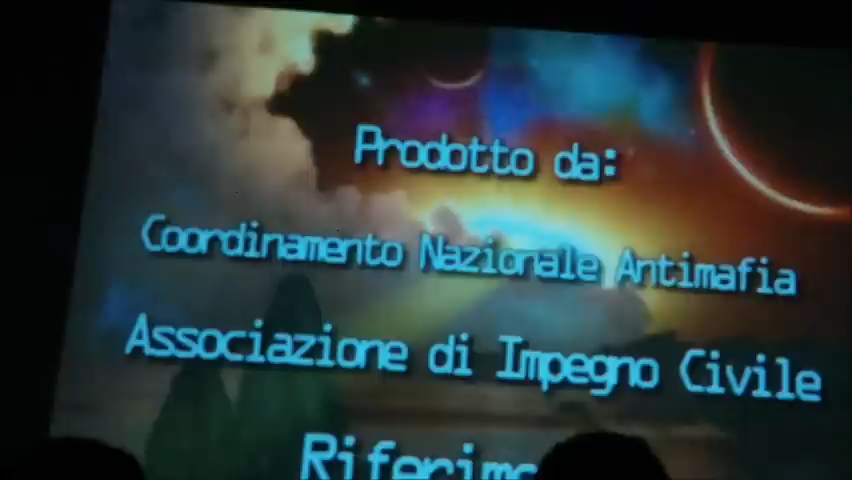 Prodotto da:
Coordinamento Nazionale Antimafia
Associazione di Impegno Civile